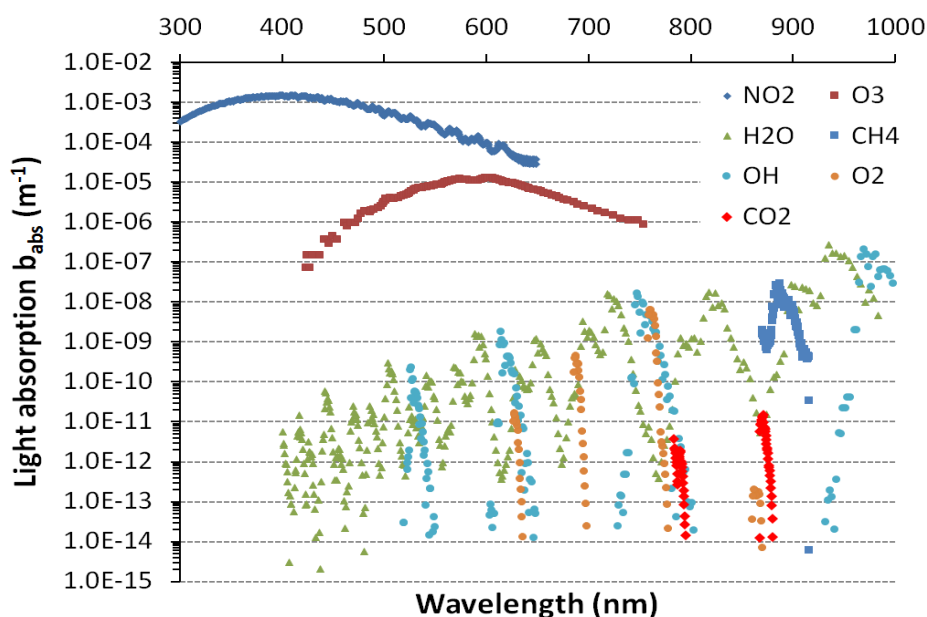 300 400 500 600 700 800 900 1000
1.0E-02
1.0E-03
1.0E-04
1.0E-05
1.0E-06
1.0E-07
1.0E-08
1.0E-09
1.0E-10
1.0E-11
1.0E-12
1.0E-13
1.0E-14
1.0E-15
Light absorption b_abs (m⁻¹)
NO2 O3
H2O CH4
OH O2
CO2
Wavelength (nm)